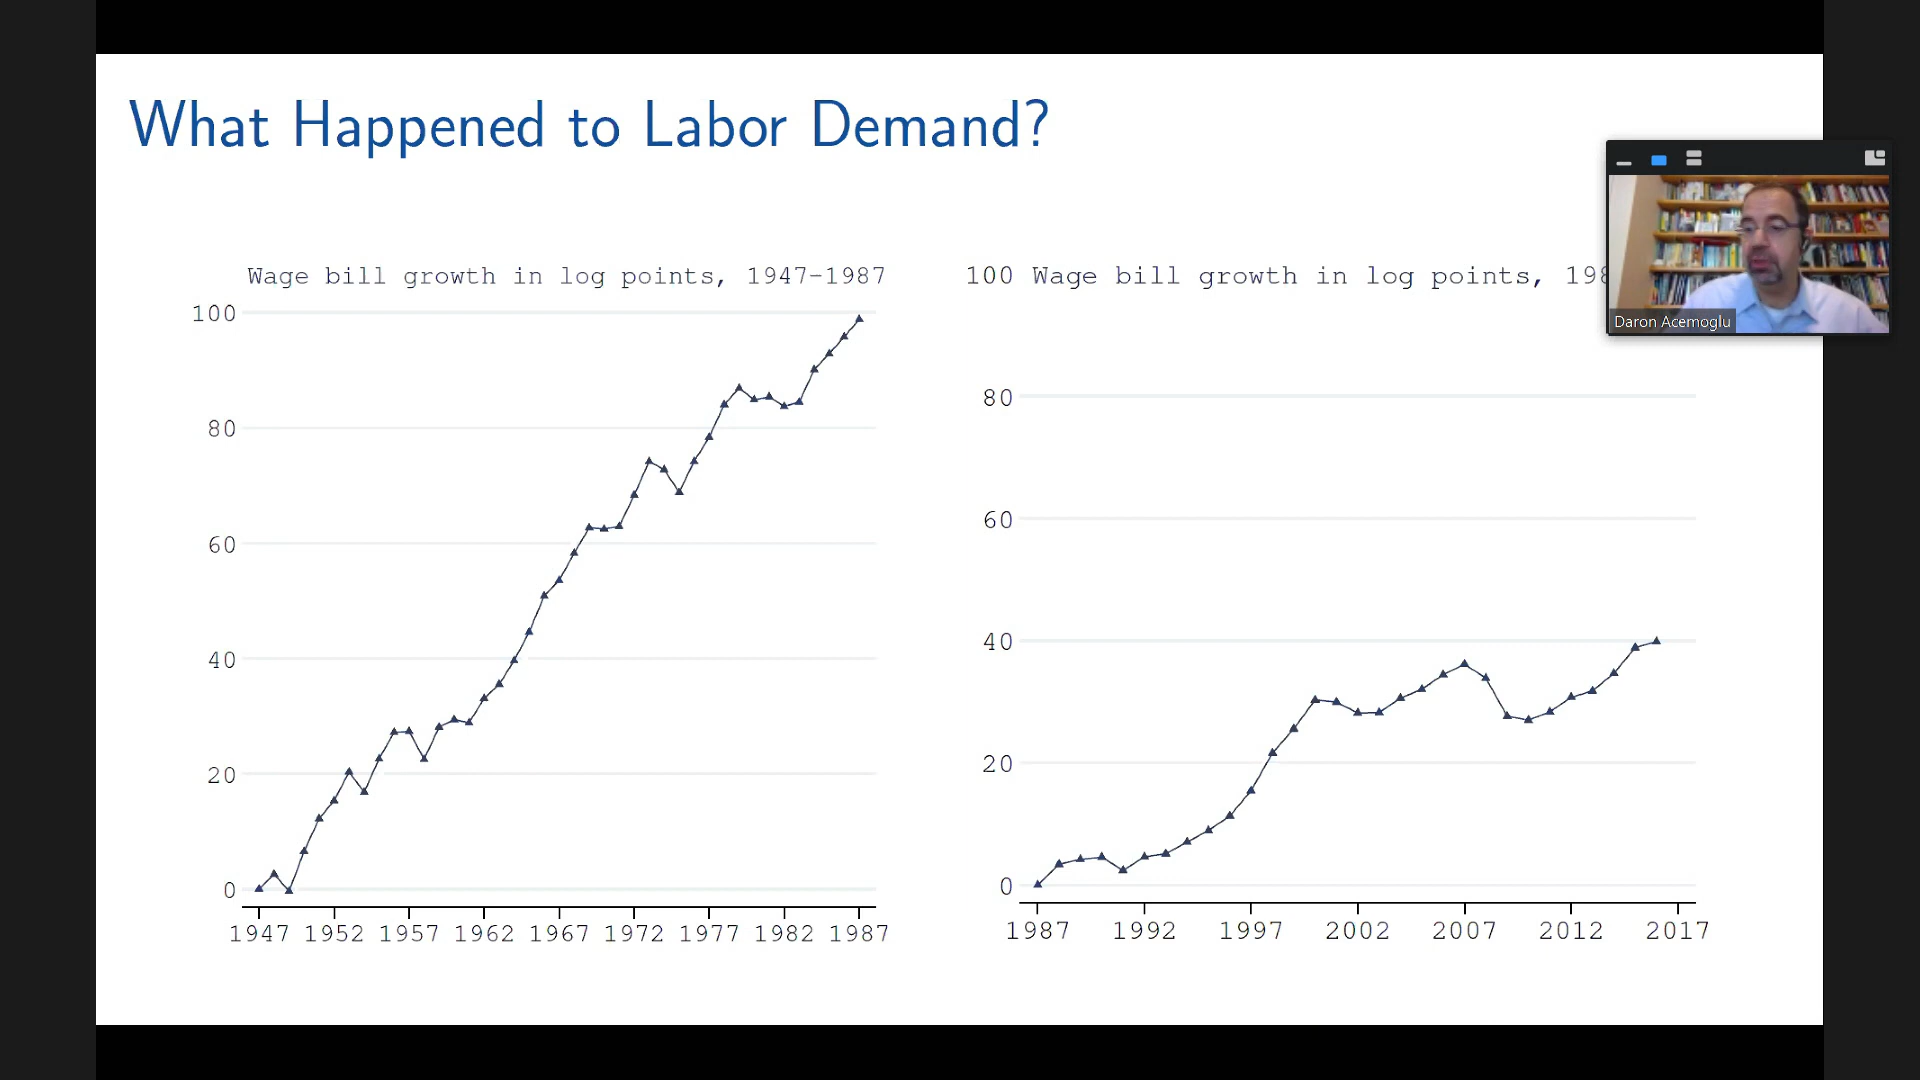 What Happened to Labor Demand?
Wage bill growth in log points, 1947-1987
100
80
60
40
20
0
1947 1952 1957 1962 1967 1972 1977 1982 1987
100 Wage bill growth in log points, 198
80
60
40
20
0
1987 1992 1997 2002 2007 2012 2017
Daron Acemoglu